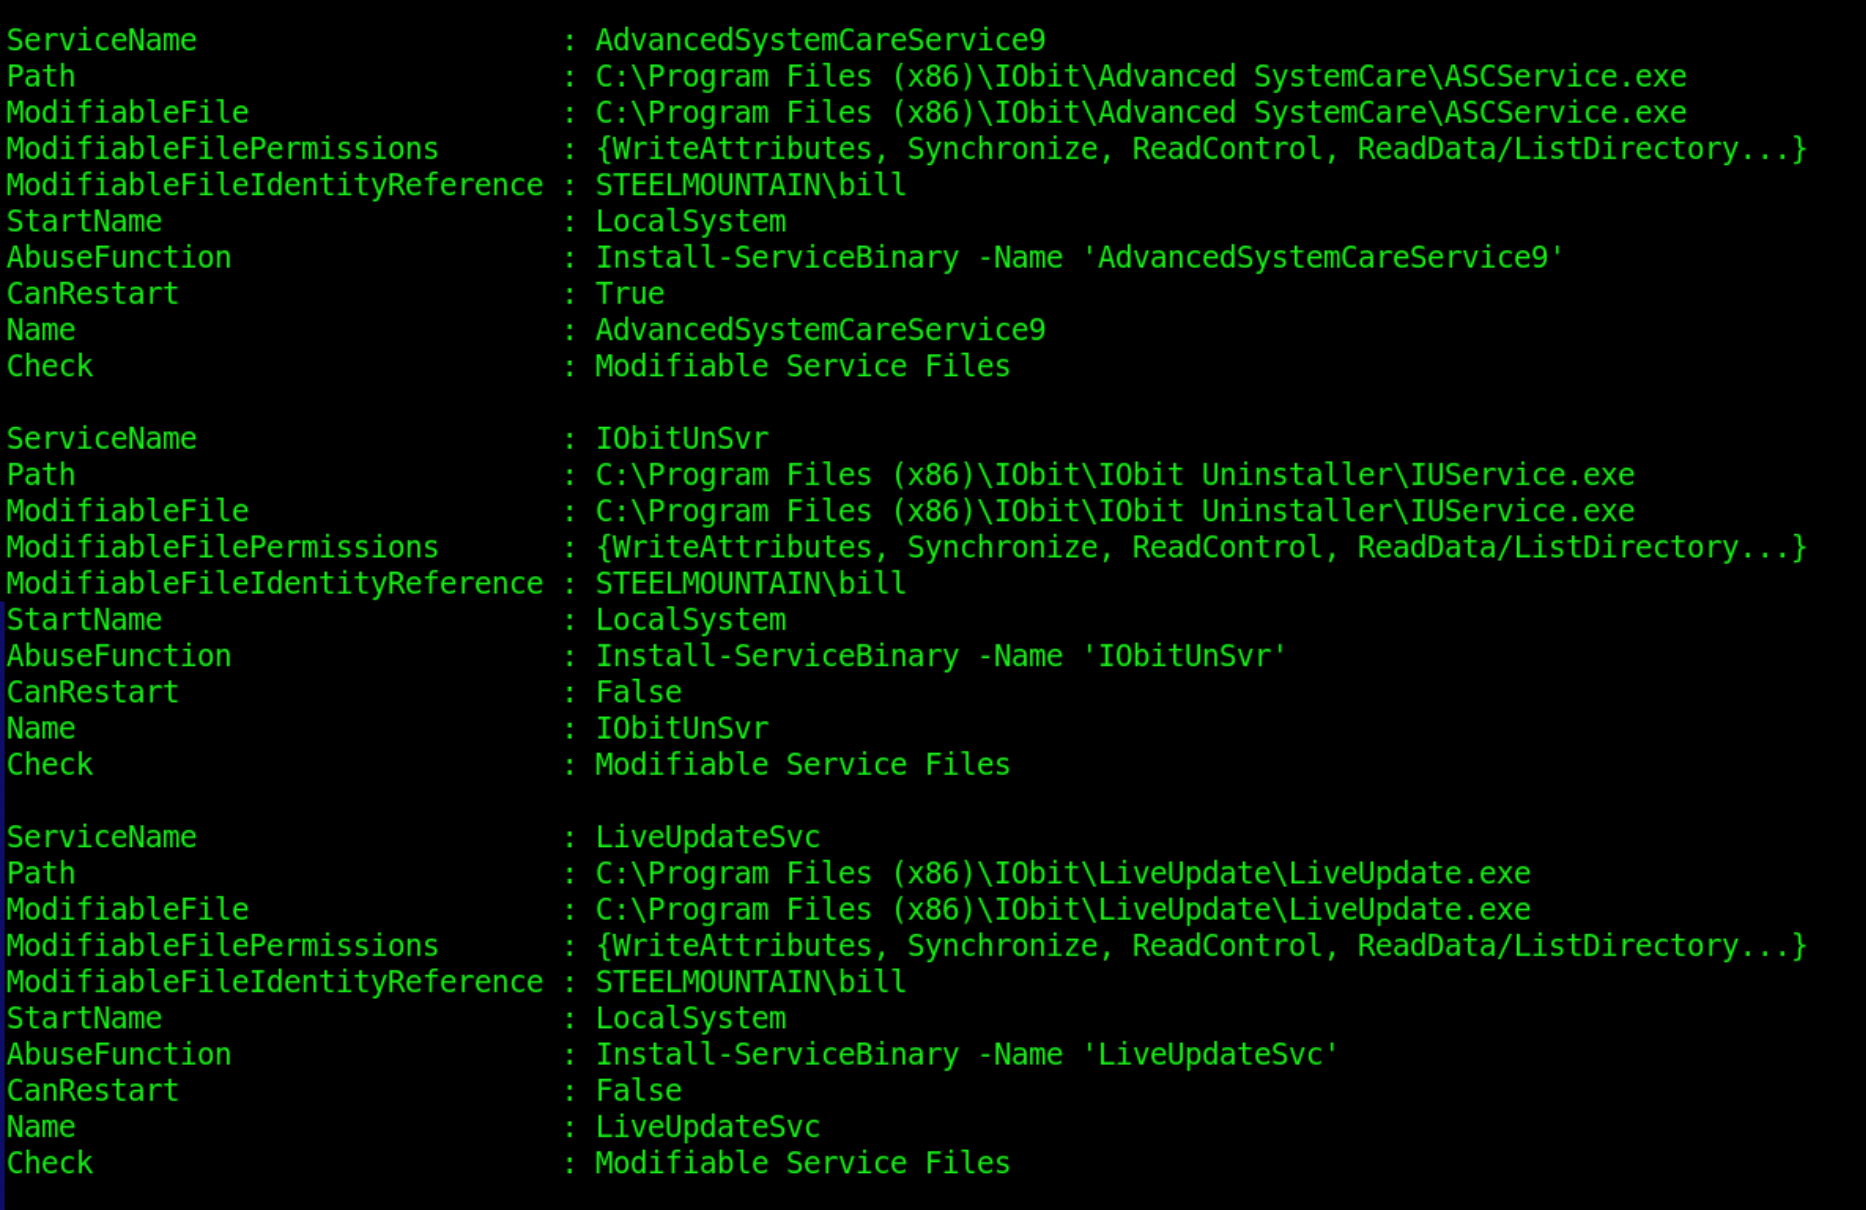 ServiceName                     : AdvancedSystemCareService9
Path                            : C:\Program Files (x86)\IObit\Advanced SystemCare\ASCService.exe
ModifiableFile                  : C:\Program Files (x86)\IObit\Advanced SystemCare\ASCService.exe
ModifiableFilePermissions       : {WriteAttributes, Synchronize, ReadControl, ReadData/ListDirectory...}
ModifiableFileIdentityReference : STEELMOUNTAIN\bill
StartName                       : LocalSystem
AbuseFunction                   : Install-ServiceBinary -Name 'AdvancedSystemCareService9'
CanRestart                      : True
Name                            : AdvancedSystemCareService9
Check                           : Modifiable Service Files

ServiceName                     : IObitUnSvr
Path                            : C:\Program Files (x86)\IObit\IObit Uninstaller\IUService.exe
ModifiableFile                  : C:\Program Files (x86)\IObit\IObit Uninstaller\IUService.exe
ModifiableFilePermissions       : {WriteAttributes, Synchronize, ReadControl, ReadData/ListDirectory...}
ModifiableFileIdentityReference : STEELMOUNTAIN\bill
StartName                       : LocalSystem
AbuseFunction                   : Install-ServiceBinary -Name 'IObitUnSvr'
CanRestart                      : False
Name                            : IObitUnSvr
Check                           : Modifiable Service Files

ServiceName                     : LiveUpdateSvc
Path                            : C:\Program Files (x86)\IObit\LiveUpdate\LiveUpdate.exe
ModifiableFile                  : C:\Program Files (x86)\IObit\LiveUpdate\LiveUpdate.exe
ModifiableFilePermissions       : {WriteAttributes, Synchronize, ReadControl, ReadData/ListDirectory...}
ModifiableFileIdentityReference : STEELMOUNTAIN\bill
StartName                       : LocalSystem
AbuseFunction                   : Install-ServiceBinary -Name 'LiveUpdateSvc'
CanRestart                      : False
Name                            : LiveUpdateSvc
Check                           : Modifiable Service Files